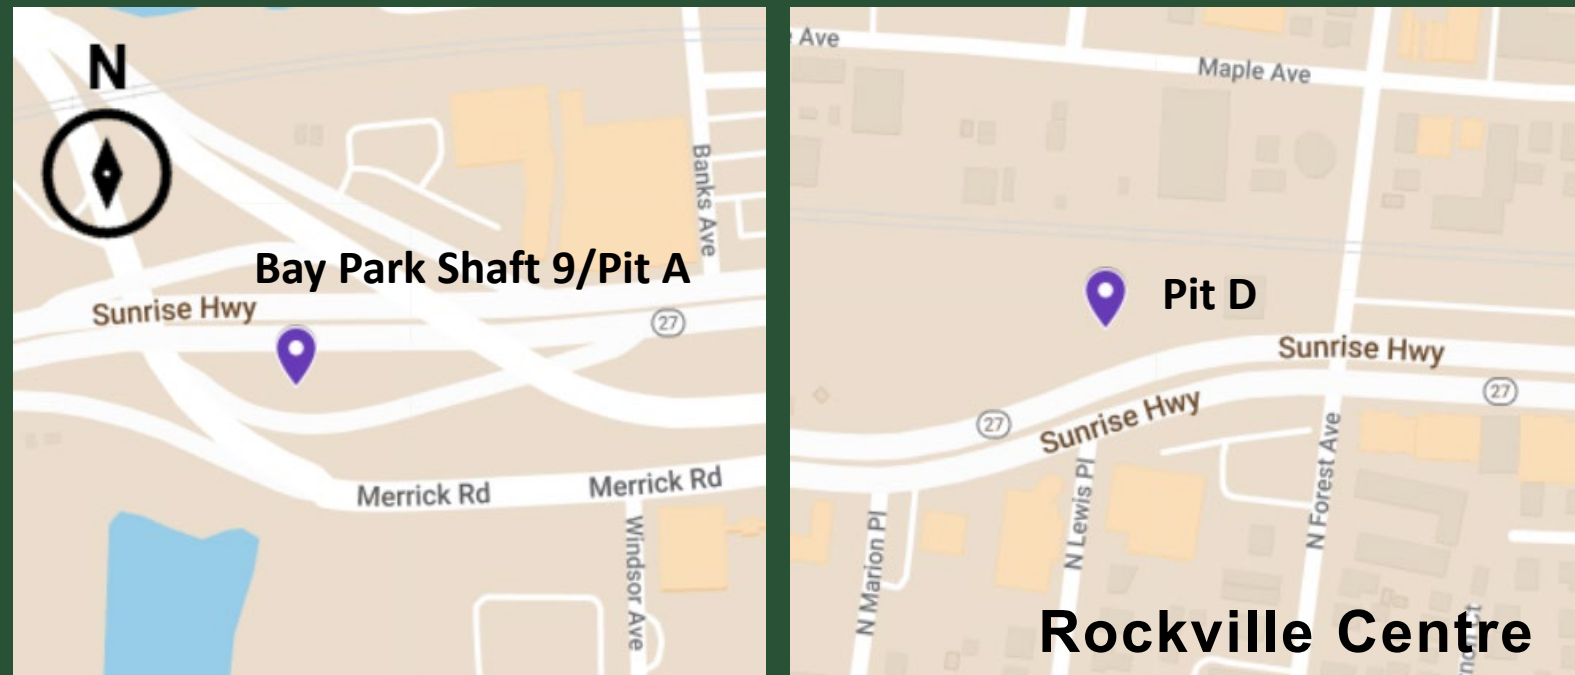 N
Banks Ave
Bay Park Shaft 9/Pit A
Sunrise Hwy
27
Merrick Rd
Merrick Rd
Windsor Ave
Ave
Maple Ave
Pit D
Sunrise Hwy
27
27
Sunrise Hwy
N Lewis Pl
N Forest Ave
N Marion Pl
Rockville Centre